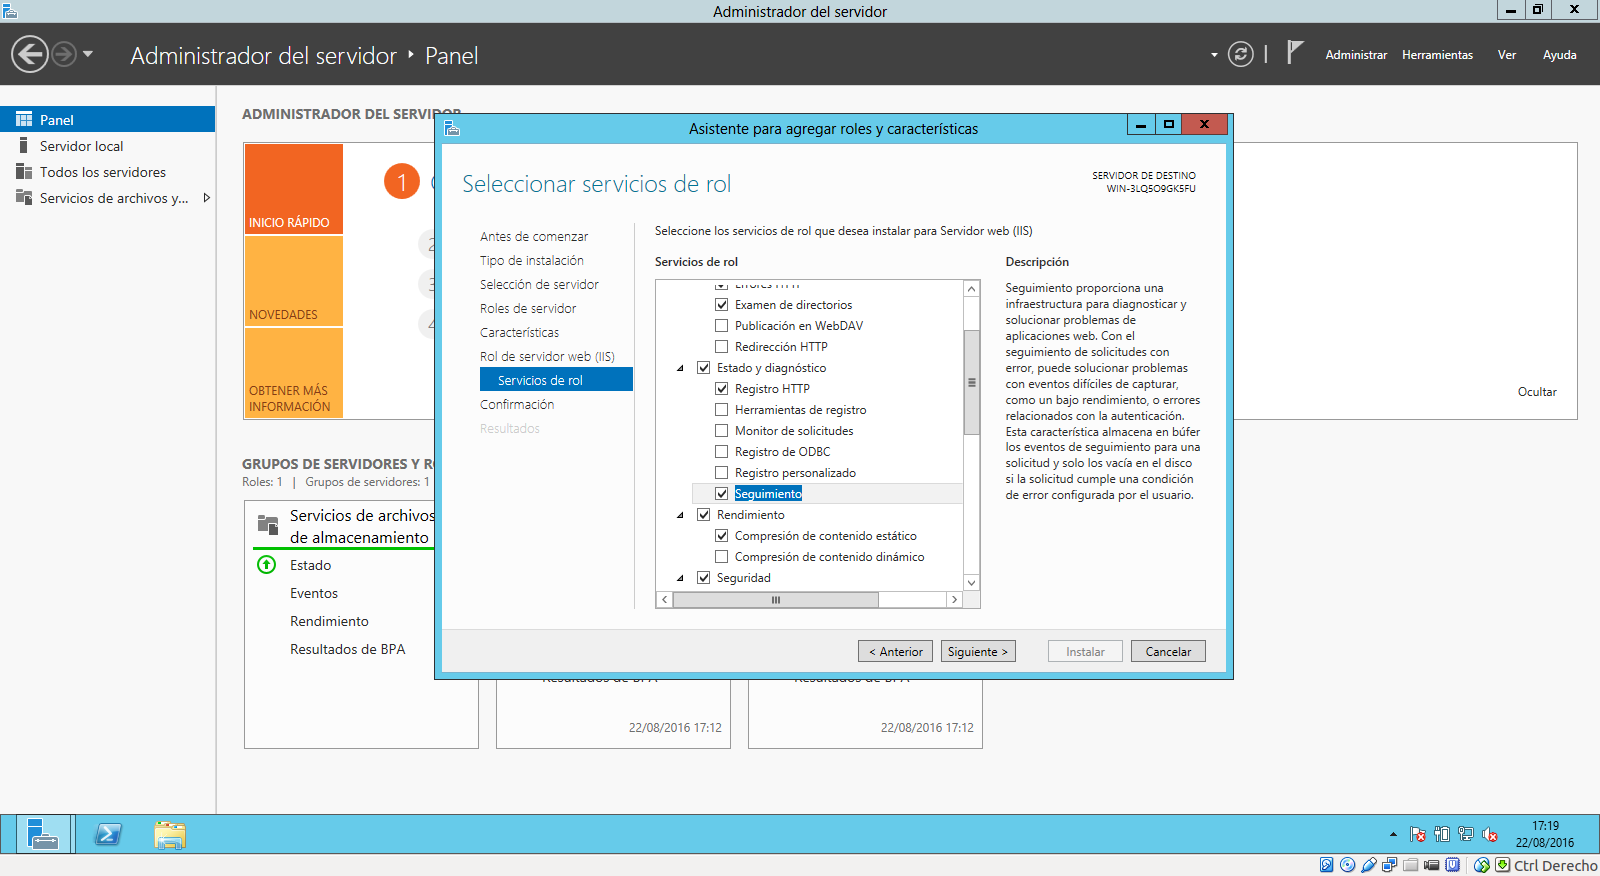 Administrador del servidor
Administrador del servidor ‣ Panel
Administrar
Herramientas
Ver
Ayuda
Panel
Servidor local
Todos los servidores
Servicios de archivos y...
ADMINISTRADOR DEL SERVIDOR
INICIO RÁPIDO
NOVEDADES
OBTENER MÁS
INFORMACIÓN
1
2
3
4
Ocultar
GRUPOS DE SERVIDORES Y
Roles: 1 | Grupos de servidores: 1
Servicios de archivos
de almacenamiento
Estado
Eventos
Rendimiento
Resultados de BPA
Resultados de BPA
22/08/2016 17:12
Resultados de BPA
22/08/2016 17:12
Asistente para agregar roles y características
Seleccionar servicios de rol
SERVIDOR DE DESTINO
WIN-3LQ5O9GK5FU
Antes de comenzar
Tipo de instalación
Selección de servidor
Roles de servidor
Características
Rol de servidor web (IIS)
Servicios de rol
Confirmación
Resultados
Seleccione los servicios de rol que desea instalar para Servidor web (IIS)
Servicios de rol
Errores HTTP
Examen de directorios
Publicación en WebDAV
Redirección HTTP
Estado y diagnóstico
Registro HTTP
Herramientas de registro
Monitor de solicitudes
Registro de ODBC
Registro personalizado
Seguimiento
Rendimiento
Compresión de contenido estático
Compresión de contenido dinámico
Seguridad
Descripción
Seguimiento proporciona una
infraestructura para diagnosticar y
solucionar problemas de
aplicaciones web. Con el
seguimiento de solicitudes con
error, puede solucionar problemas
con eventos difíciles de capturar,
como un bajo rendimiento, o errores
relacionados con la autenticación.
Esta característica almacena en búfer
los eventos de seguimiento para una
solicitud y solo los vacía en el disco
si la solicitud cumple una condición
de error configurada por el usuario.
< Anterior
Siguiente >
Instalar
Cancelar
17:19
22/08/2016
Ctrl Derecho